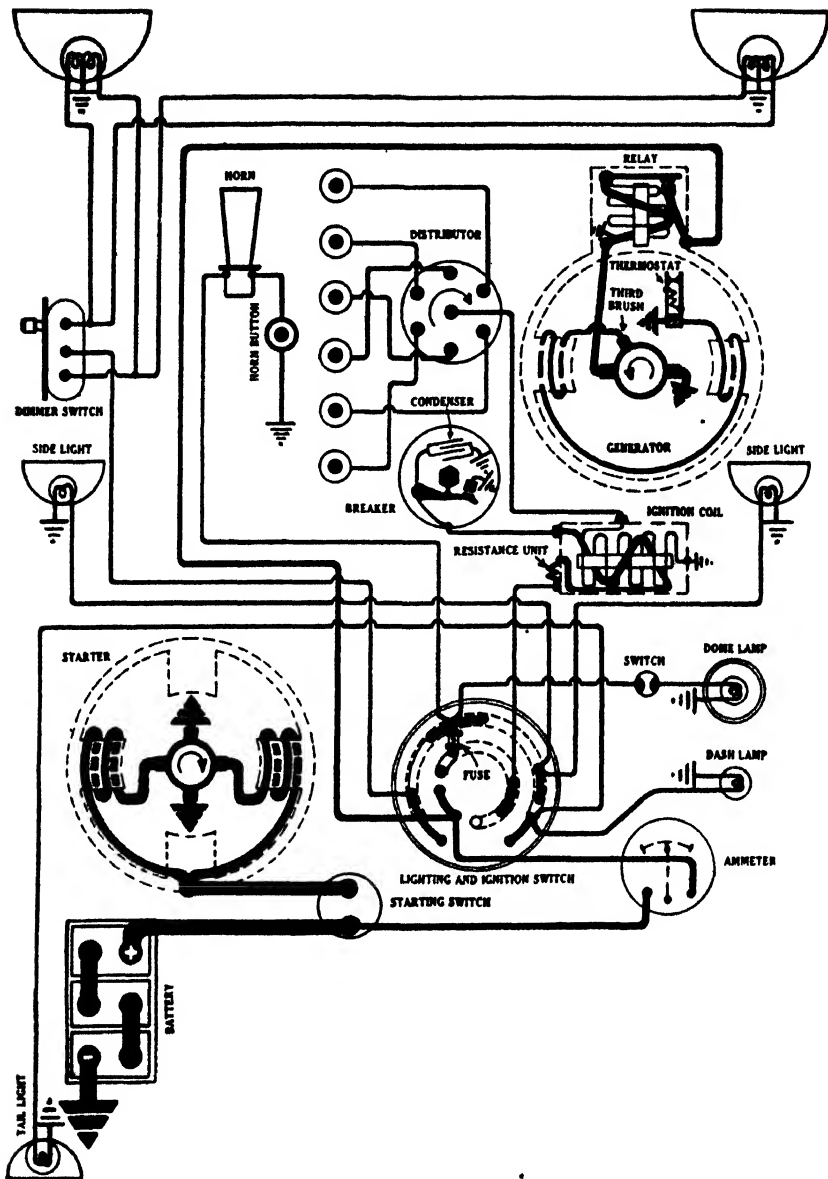 RELAY
HORN
DISTRIBUTOR
THERMOSTAT
THIRD
BRUSH
HORN BUTTON
DIMMER SWITCH
CONDENSER
GENERATOR
SIDE LIGHT
SIDE LIGHT
BREAKER
IGNITION COIL
RESISTANCE UNIT
STARTER
SWITCH
DOME LAMP
FUSE
DASH LAMP
AMMETER
LIGHTING AND IGNITION SWITCH
STARTING SWITCH
+
BATTERY
-
TAIL LIGHT